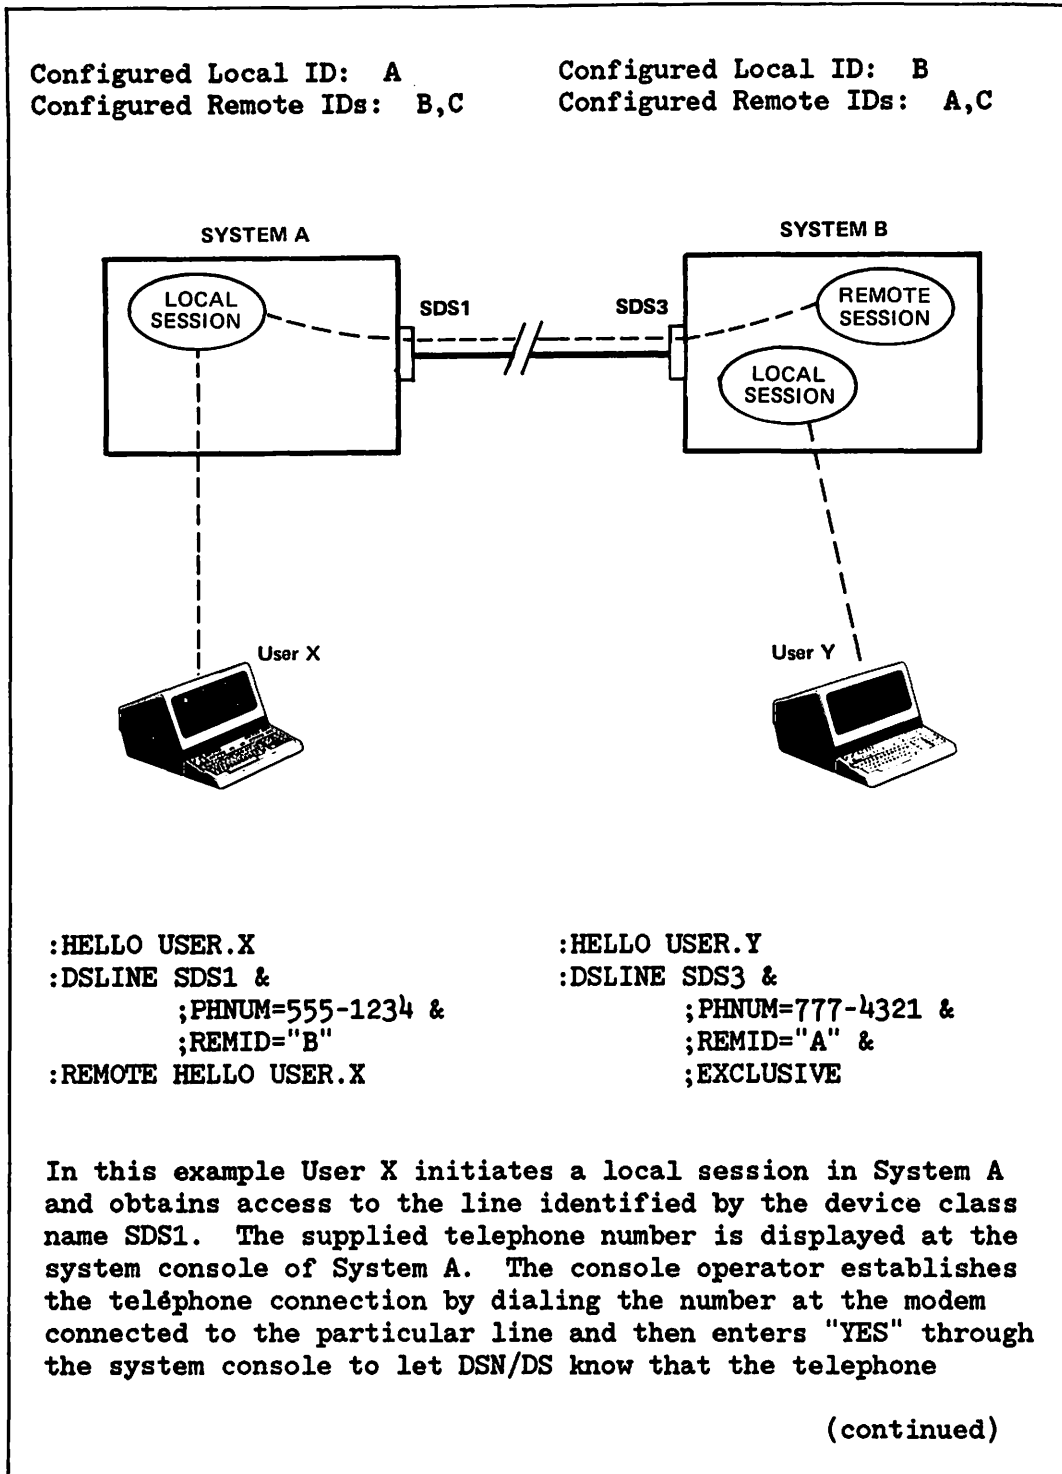 Configured Local ID:  A
Configured Remote IDs:  B,C
Configured Local ID:  B
Configured Remote IDs:  A,C
SYSTEM A
SYSTEM B
LOCAL
SESSION
SDS1
SDS3
REMOTE
SESSION
LOCAL
SESSION
User X
User Y
:HELLO USER.X
:DSLINE SDS1 &
;PHNUM=555-1234 &
;REMID="B"
:REMOTE HELLO USER.X
:HELLO USER.Y
:DSLINE SDS3 &
;PHNUM=777-4321 &
;REMID="A" &
;EXCLUSIVE
In this example User X initiates a local session in System A
and obtains access to the line identified by the device class
name SDS1.  The supplied telephone number is displayed at the
system console of System A.  The console operator establishes
the telephone connection by dialing the number at the modem
connected to the particular line and then enters "YES" through
the system console to let DSN/DS know that the telephone
(continued)